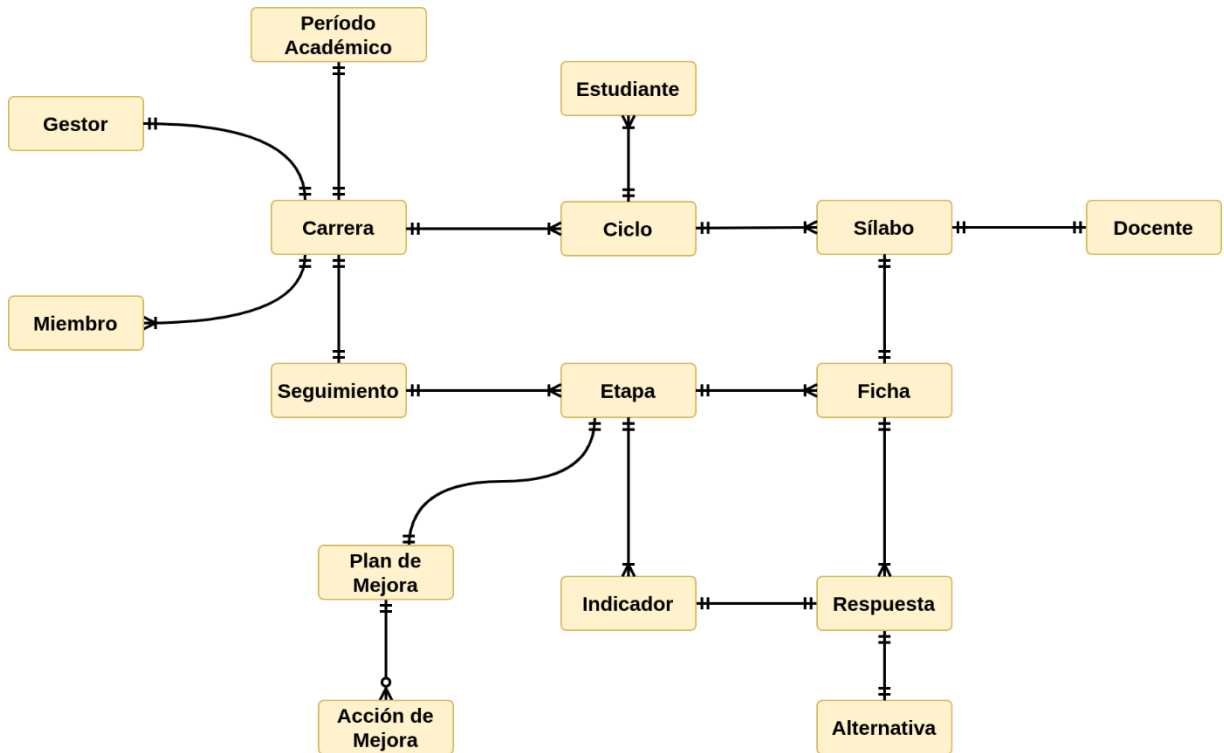 Período
Académico
Estudiante
Gestor
Carrera
Ciclo
Sílabo
Docente
Miembro
Seguimiento
Etapa
Ficha
Plan de
Mejora
Indicador
Respuesta
Acción de
Mejora
Alternativa